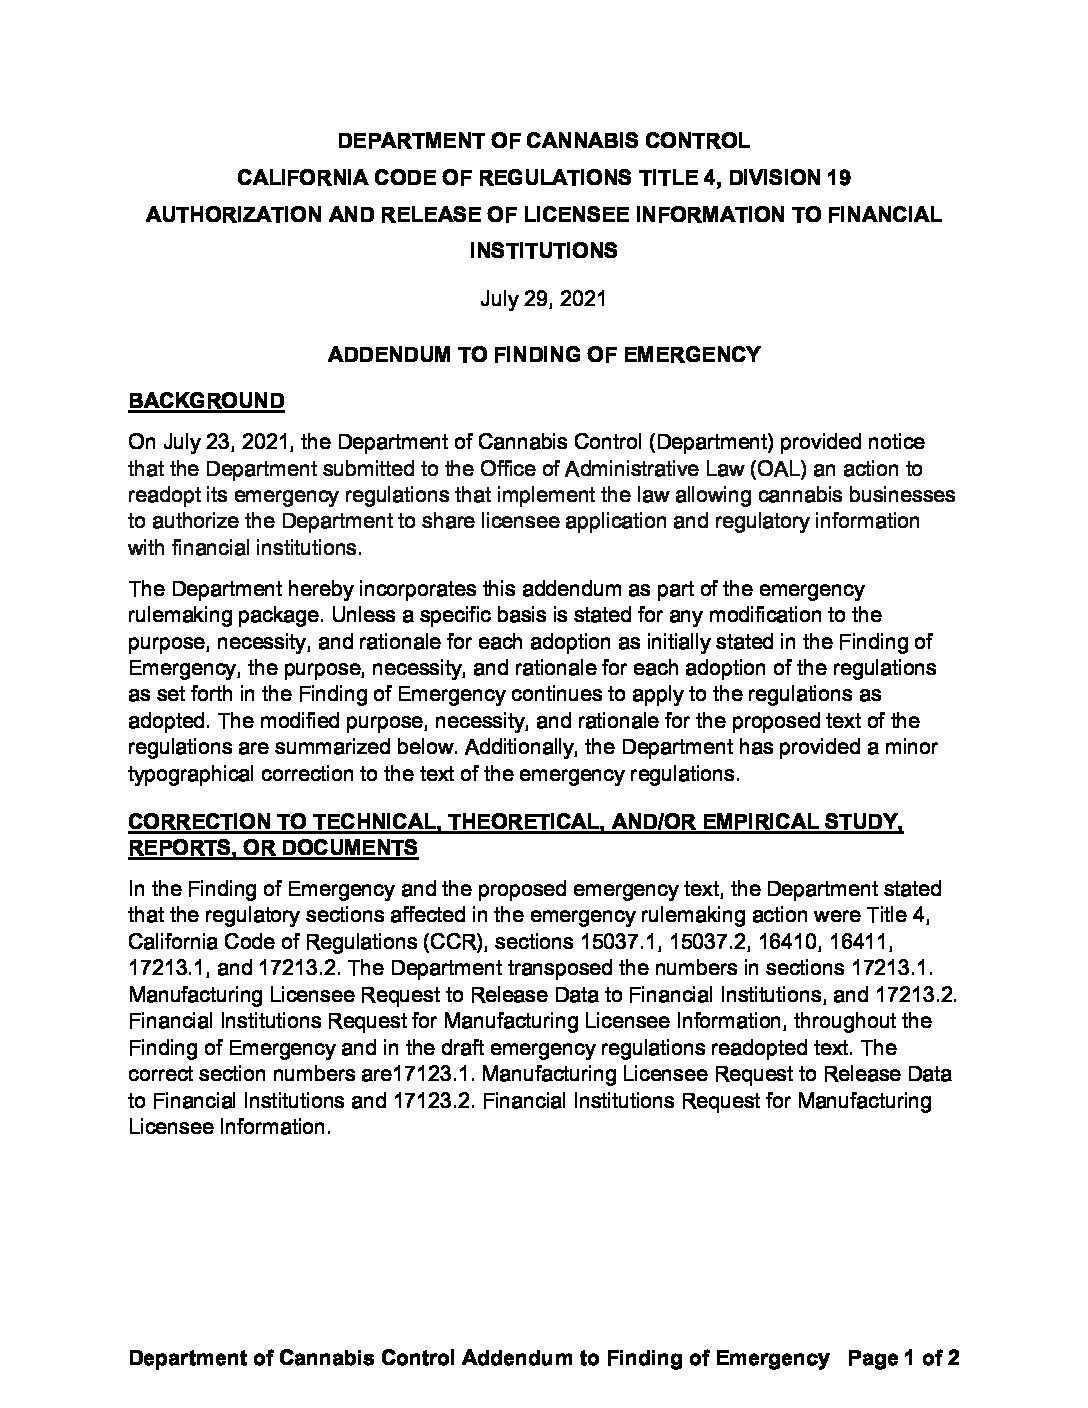 DEPARTMENT OF CANNABIS CONTROL
CALIFORNIA CODE OF REGULATIONS TITLE 4, DIVISION 19
AUTHORIZATION AND RELEASE OF LICENSEE INFORMATION TO FINANCIAL
INSTITUTIONS
July 29, 2021
ADDENDUM TO FINDING OF EMERGENCY
BACKGROUND
On July 23, 2021, the Department of Cannabis Control (Department) provided notice
that the Department submitted to the Office of Administrative Law (OAL) an action to
readopt its emergency regulations that implement the law allowing cannabis businesses
to authorize the Department to share licensee application and regulatory information
with financial institutions.
The Department hereby incorporates this addendum as part of the emergency
rulemaking package. Unless a specific basis is stated for any modification to the
purpose, necessity, and rationale for each adoption as initially stated in the Finding of
Emergency, the purpose, necessity, and rationale for each adoption of the regulations
as set forth in the Finding of Emergency continues to apply to the regulations as
adopted. The modified purpose, necessity, and rationale for the proposed text of the
regulations are summarized below. Additionally, the Department has provided a minor
typographical correction to the text of the emergency regulations.
CORRECTION TO TECHNICAL, THEORETICAL, AND/OR EMPIRICAL STUDY,
REPORTS, OR DOCUMENTS
In the Finding of Emergency and the proposed emergency text, the Department stated
that the regulatory sections affected in the emergency rulemaking action were Title 4,
California Code of Regulations (CCR), sections 15037.1, 15037.2, 16410, 16411,
17213.1, and 17213.2. The Department transposed the numbers in sections 17213.1.
Manufacturing Licensee Request to Release Data to Financial Institutions, and 17213.2.
Financial Institutions Request for Manufacturing Licensee Information, throughout the
Finding of Emergency and in the draft emergency regulations readopted text. The
correct section numbers are17123.1. Manufacturing Licensee Request to Release Data
to Financial Institutions and 17123.2. Financial Institutions Request for Manufacturing
Licensee Information.
Department of Cannabis Control Addendum to Finding of Emergency Page 1 of 2